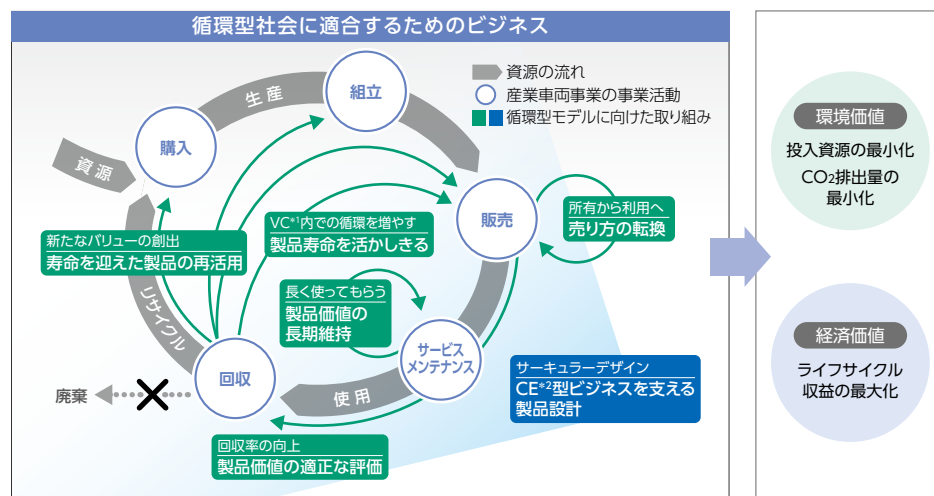 循環型社会に適合するためのビジネス
資源の流れ
産業車両事業の事業活動
循環型モデルに向けた取り組み
資源
購入
生産
組立
販売
所有から利用へ
売り方の転換
VC*1内での循環を増やす
製品寿命を活かしきる
新たなバリューの創出
寿命を迎えた製品の再活用
長く使ってもらう
製品価値の
長期維持
サービス
メンテナンス
リサイクル
回収
使用
廃棄
サーキュラーデザイン
CE*2型ビジネスを支える
製品設計
回収率の向上
製品価値の適正な評価
環境価値
投入資源の最小化
CO2排出量の
最小化
経済価値
ライフサイクル
収益の最大化